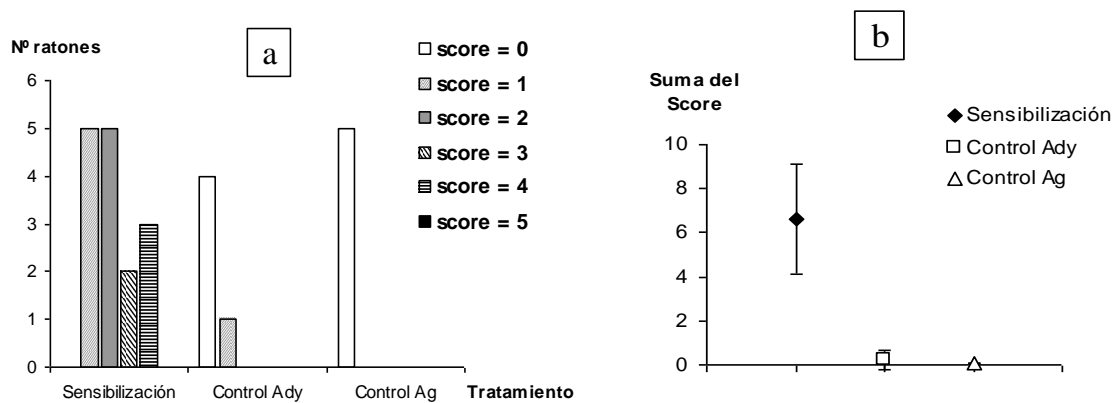 a
Nº ratones
6
5
4
3
2
1
0
Sensibilización
Control Ady
Control Ag
Tratamiento
score = 0
score = 1
score = 2
score = 3
score = 4
score = 5
b
Suma del
Score
10
8
6
4
2
0
Sensibilización
Control Ady
Control Ag